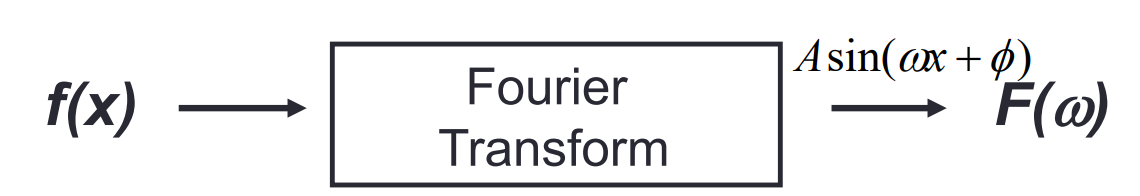 f(x)
Fourier
Transform
A sin(ωx + ϕ)
F(ω)